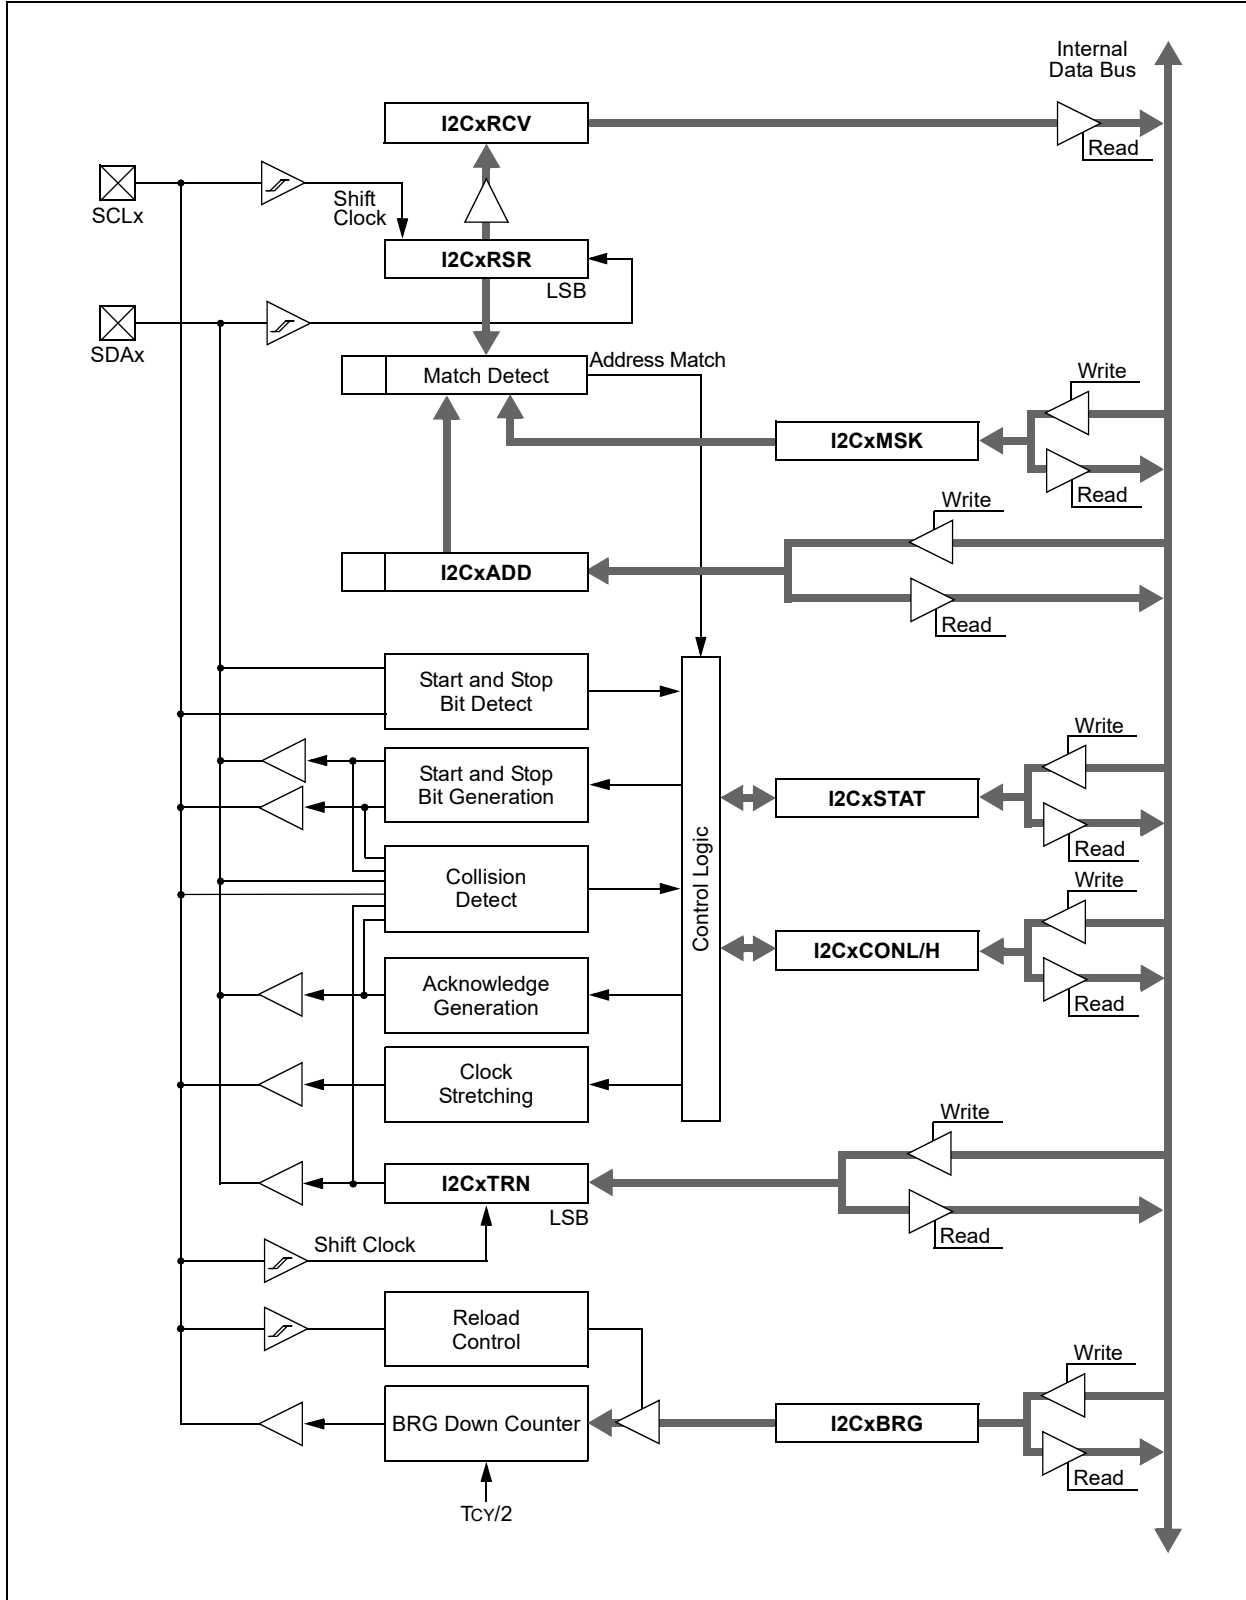 Internal
Data Bus
I2CxRCV
Read
SCLx
Shift
Clock
I2CxRSR
LSB
SDAx
Match Detect
Address Match
Write
I2CxMSK
Read
Write
I2CxADD
Read
Start and Stop
Bit Detect
Write
Start and Stop
Bit Generation
I2CxSTAT
Read
Collision
Detect
Control Logic
Write
I2CxCONL/H
Read
Acknowledge
Generation
Clock
Stretching
Write
I2CxTRN
LSB
Read
Shift Clock
Reload
Control
Write
BRG Down Counter
I2CxBRG
Read
TCY/2